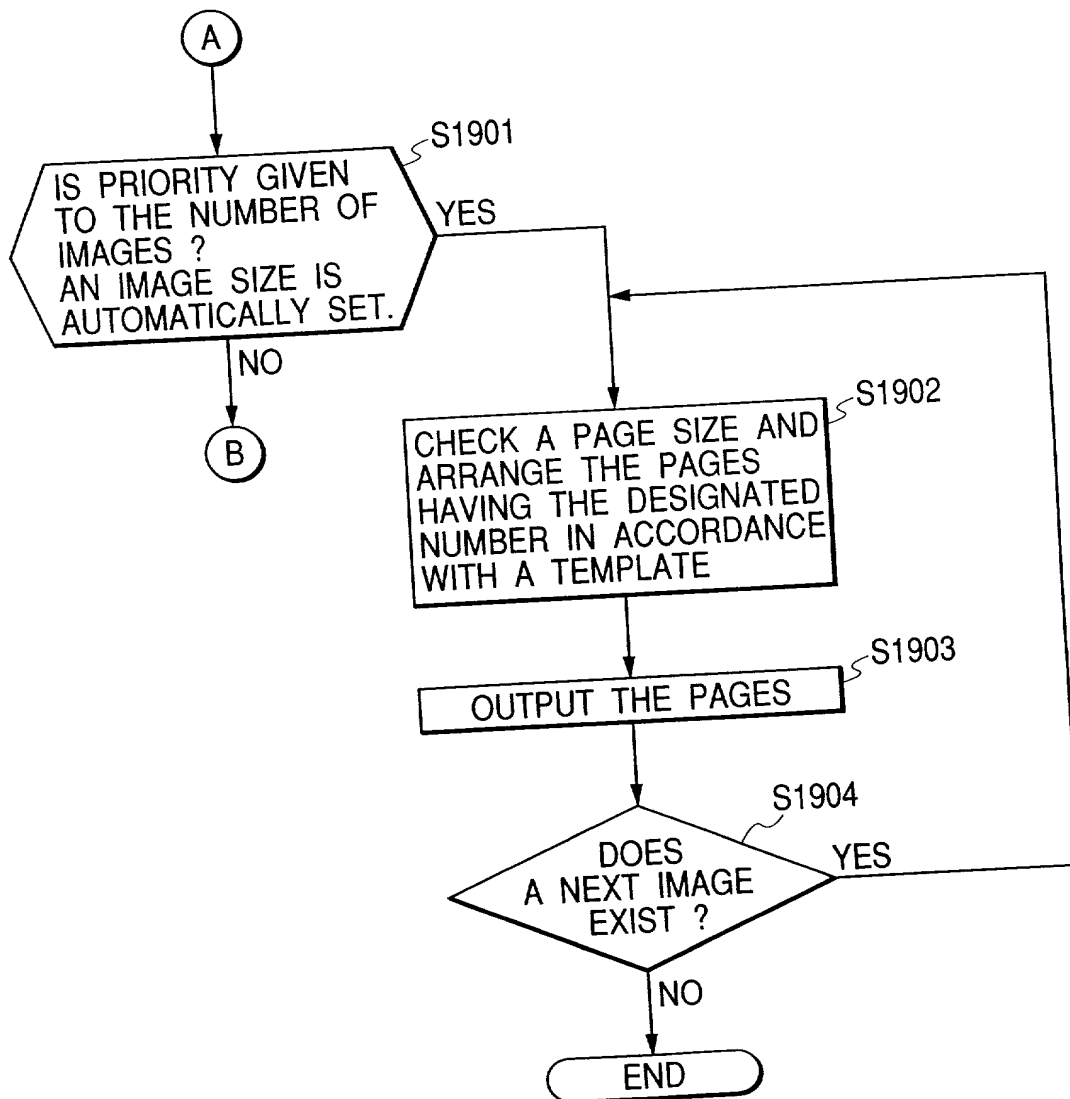 A
S1901
IS PRIORITY GIVEN
TO THE NUMBER OF
IMAGES ?
AN IMAGE SIZE IS
AUTOMATICALLY SET.
YES
NO
B
S1902
CHECK A PAGE SIZE AND
ARRANGE THE PAGES
HAVING THE DESIGNATED
NUMBER IN ACCORDANCE
WITH A TEMPLATE
S1903
OUTPUT THE PAGES
S1904
DOES
A NEXT IMAGE
EXIST ?
YES
NO
END